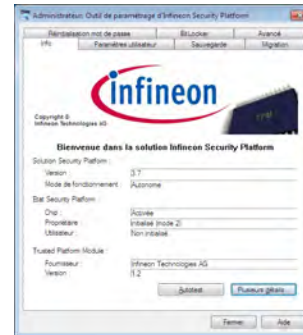 Administrateur: Outil de paramétrage d'Infineon Security Platform
Réinitialisation mot de passe
BitLocker
Avancé
Info
Paramètres utilisateur
Sauvegarde
Migration
infineon
TPM
Copyright ©
Infineon Technologies AG
Bienvenue dans la solution Infineon Security Platform
Solution Security Platform :
Version : 3.7
Mode de fonctionnement : Autonome
Etat Security Platform :
Chip : Activée
Propriétaire : Initialisé (mode 2)
Utilisateur : Non initialisé
Trusted Platform Module :
Fournisseur : Infineon Technologies AG
Version : 1.2
Autotest
Plusieurs détails...
Fermer
Aide